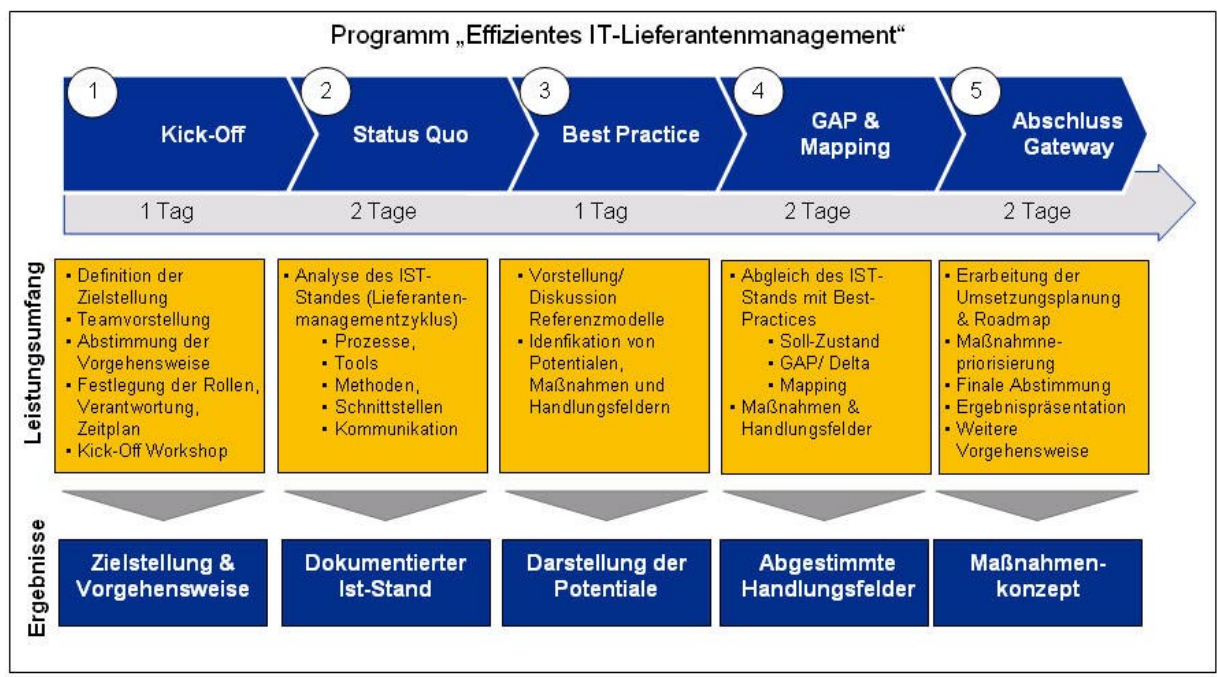 Programm „Effizientes IT-Lieferantenmanagement“
1
Kick-Off
2
Status Quo
3
Best Practice
4
GAP &
Mapping
5
Abschluss
Gateway
1 Tag
2 Tage
1 Tag
2 Tage
2 Tage
Leistungsumfang
▪ Definition der
Zielstellung
▪ Teamvorstellung
▪ Abstimmung der
Vorgehensweise
▪ Festlegung der Rollen,
Verantwortung,
Zeitplan
▪ Kick-Off Workshop
▪ Analyse des IST-
Standes (Lieferanten-
managementzyklus)
▪ Prozesse,
▪ Tools
▪ Methoden,
▪ Schnittstellen
▪ Kommunikation
▪ Vorstellung/
Diskussion
Referenzmodelle
▪ Idenfikation von
Potentialen,
Maßnahmen und
Handlungsfeldern
▪ Abgleich des IST-
Stands mit Best-
Practices
▪ Soll-Zustand
▪ GAP/ Delta
▪ Mapping
▪ Maßnahmen &
Handlungsfelder
▪ Erarbeitung der
Umsetzungsplanung
& Roadmap
▪ Maßnahmne-
priorisierung
▪ Finale Abstimmung
▪ Ergebnispräsentation
▪ Weitere
Vorgehensweise
Ergebnisse
Zielstellung &
Vorgehensweise
Dokumentierter
Ist-Stand
Darstellung der
Potentiale
Abgestimmte
Handlungsfelder
Maßnahmen-
konzept